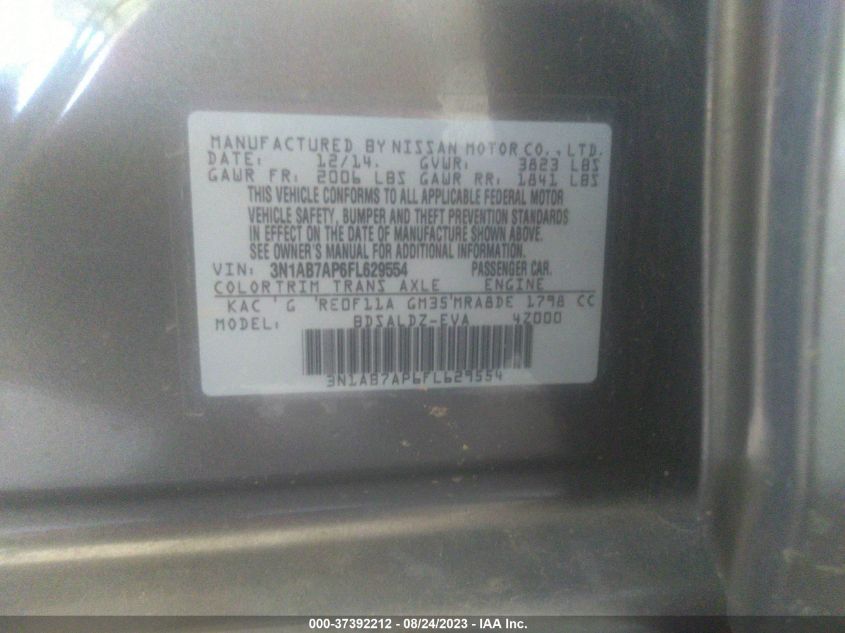 MANUFACTURED BY NISSAN MOTOR CO., LTD.
DATE: 12/14. GVWR: 3823 LBS
GAWR FR: 2006 LBS GAWR RR: 1841 LBS
THIS VEHICLE CONFORMS TO ALL APPLICABLE FEDERAL MOTOR
VEHICLE SAFETY, BUMPER AND THEFT PREVENTION STANDARDS
IN EFFECT ON THE DATE OF MANUFACTURE SHOWN ABOVE.
SEE OWNER'S MANUAL FOR ADDITIONAL INFORMATION.
VIN: 3N1AB7AP6FL629554 PASSENGER CAR.
COLOR TRIM TRANS AXLE ENGINE
KAC G RE0F11A GM35 MRA8DE 1798 CC
MODEL: BDSALDZ-EVA 4Z000
3N1AB7AP6FL629554
000-37392212 - 08/24/2023 - IAA Inc.